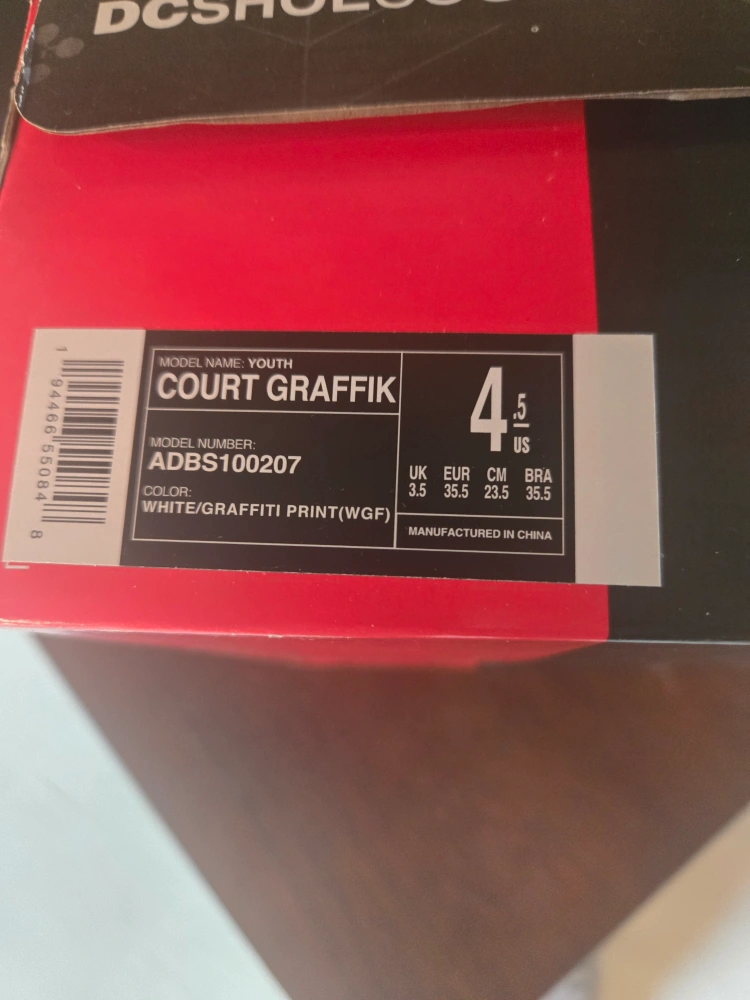 DCSHOESCO
1 94466 55084 8
MODEL NAME: YOUTH
COURT GRAFFIK
MODEL NUMBER:
ADBS100207
COLOR:
WHITE/GRAFFITI PRINT(WGF)
4.5
US
UK EUR CM BRA
3.5 35.5 23.5 35.5
MANUFACTURED IN CHINA